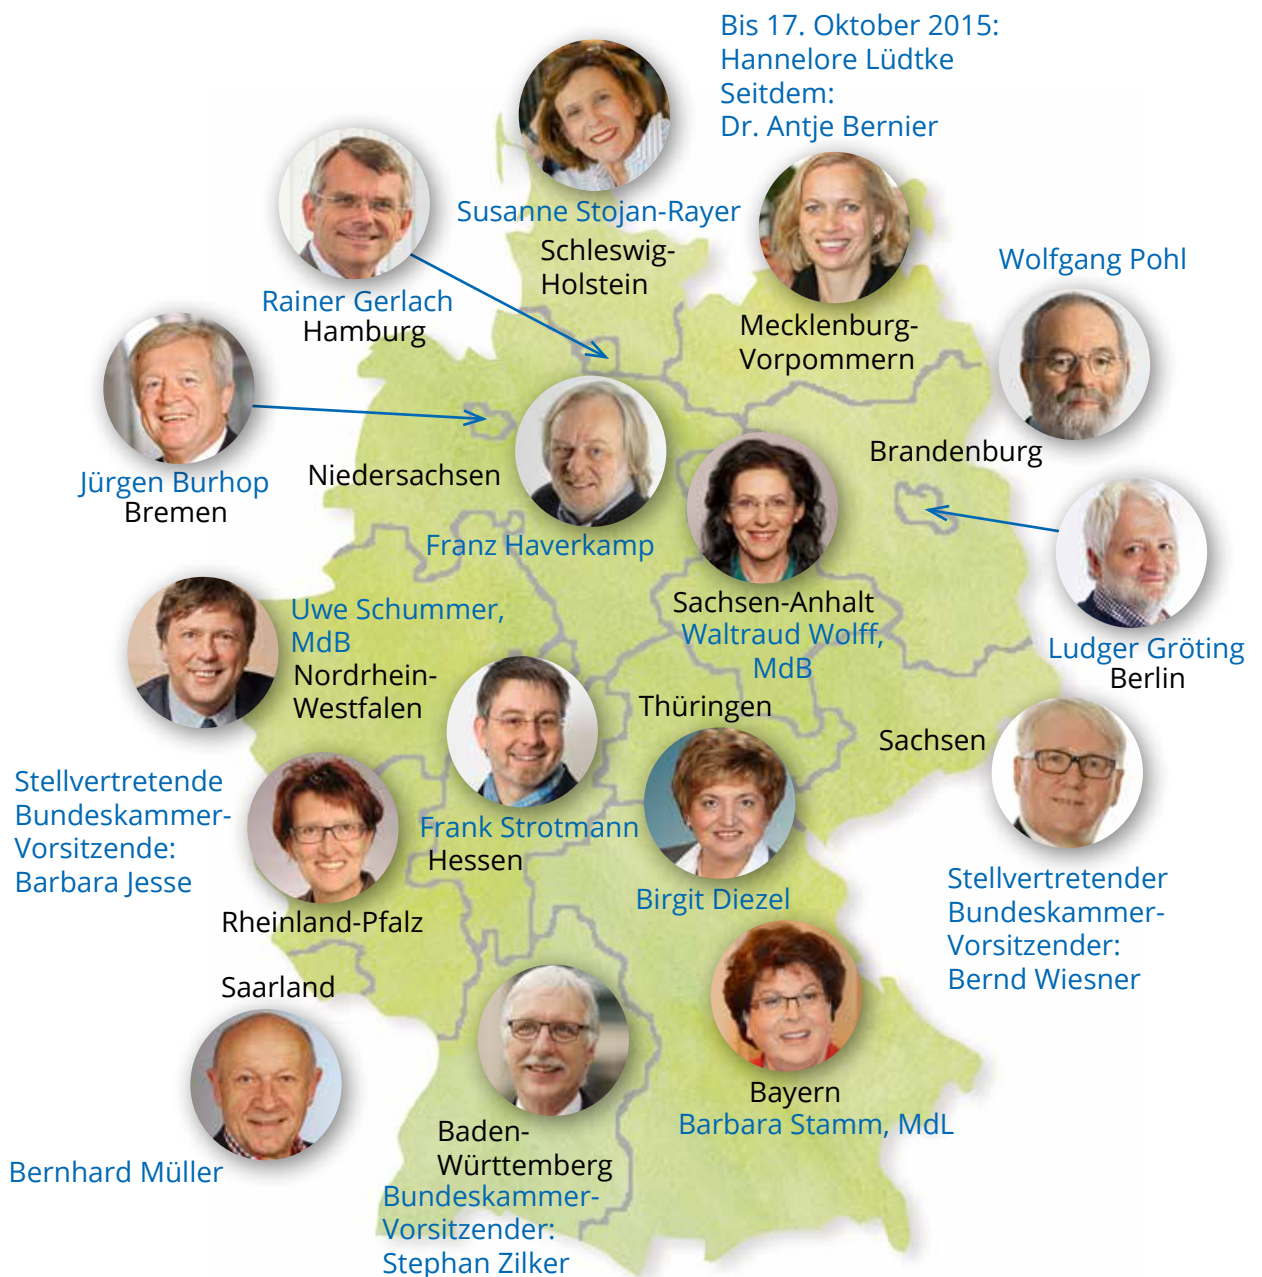 Bis 17. Oktober 2015:
Hannelore Lüdtke
Seitdem:
Dr. Antje Bernier
Susanne Stojan-Rayer
Schleswig-
Holstein
Wolfgang Pohl
Rainer Gerlach
Hamburg
Mecklenburg-
Vorpommern
Brandenburg
Jürgen Burhop
Bremen
Niedersachsen
Franz Haverkamp
Sachsen-Anhalt
Waltraud Wolff,
MdB
Ludger Gröting
Berlin
Uwe Schummer,
MdB
Nordrhein-
Westfalen
Thüringen
Sachsen
Stellvertretende
Bundeskammer-
Vorsitzende:
Barbara Jesse
Frank Strotmann
Hessen
Birgit Diezel
Stellvertretender
Bundeskammer-
Vorsitzender:
Bernd Wiesner
Rheinland-Pfalz
Saarland
Bayern
Barbara Stamm, MdL
Bernhard Müller
Baden-
Württemberg
Bundeskammer-
Vorsitzender:
Stephan Zilker